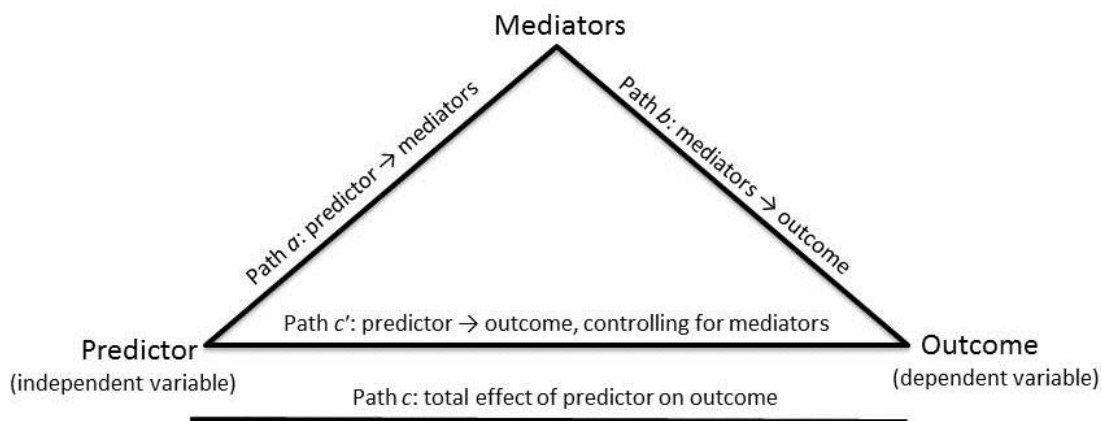 Mediators
Path a: predictor → mediators
Path b: mediators → outcome
Path c’: predictor → outcome, controlling for mediators
Predictor
(independent variable)
Outcome
(dependent variable)
Path c: total effect of predictor on outcome